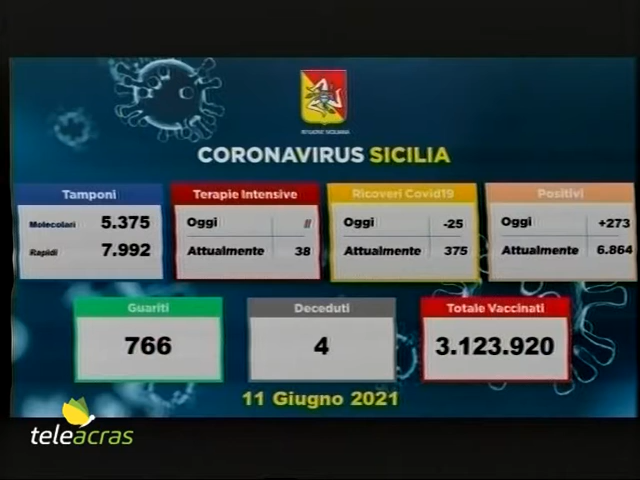 REGIONE SICILIANA
CORONAVIRUS SICILIA
Tamponi
Molecolari 5.375
Rapidi 7.992
Terapie Intensive
Oggi //
Attualmente 38
Ricoveri Covid19
Oggi -25
Attualmente 375
Positivi
Oggi +273
Attualmente 6.864
Guariti
766
Deceduti
4
Totale Vaccinati
3.123.920
11 Giugno 2021
teleacras